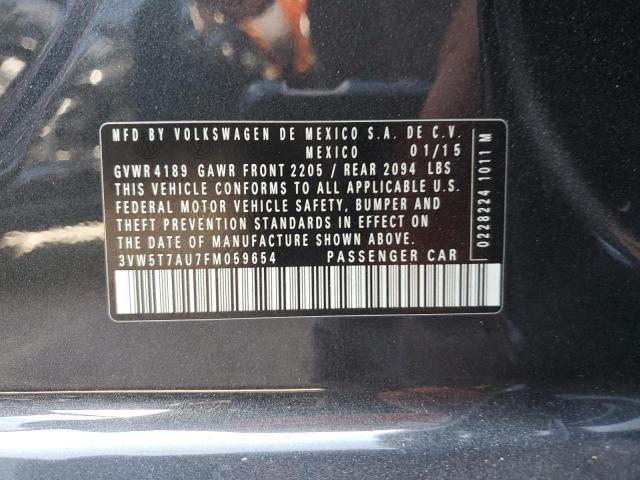 MFD BY VOLKSWAGEN DE MEXICO S.A. DE C.V.
MEXICO 01/15
GVWR 4189 GAWR FRONT 2205 / REAR 2094 LBS
THIS VEHICLE CONFORMS TO ALL APPLICABLE U.S.
FEDERAL MOTOR VEHICLE SAFETY, BUMPER AND
THEFT PREVENTION STANDARDS IN EFFECT ON
THE DATE OF MANUFACTURE SHOWN ABOVE.
3VW5T7AU7FM059654 PASSENGER CAR
0228224 1011 M